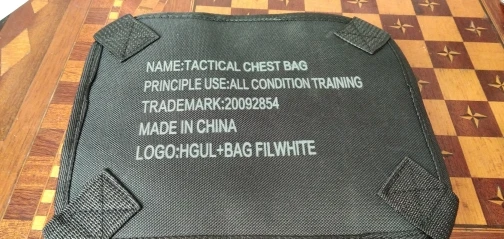 NAME:TACTICAL CHEST BAG
PRINCIPLE USE:ALL CONDITION TRAINING
TRADEMARK:20092854
MADE IN CHINA
LOGO:HGUL+BAG FILWHITE